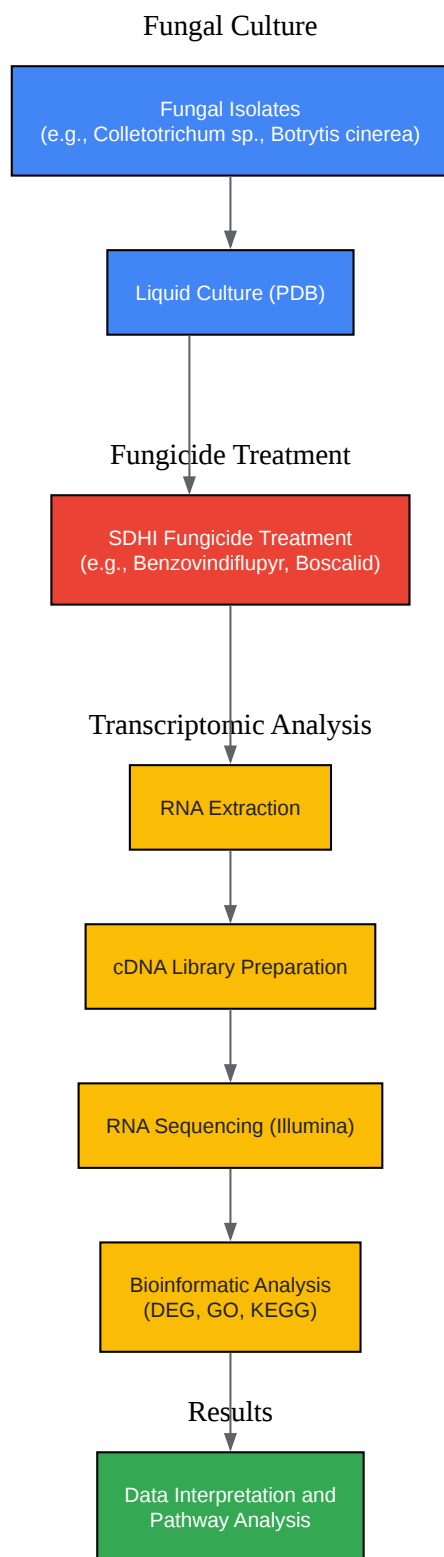 Fungal Culture
Fungal Isolates
(e.g., Colletotrichum sp., Botrytis cinerea)
Liquid Culture (PDB)
Fungicide Treatment
SDHI Fungicide Treatment
(e.g., Benzovindiflupyr, Boscalid)
Transcriptomic Analysis
RNA Extraction
cDNA Library Preparation
RNA Sequencing (Illumina)
Bioinformatic Analysis
(DEG, GO, KEGG)
Results
Data Interpretation and
Pathway Analysis